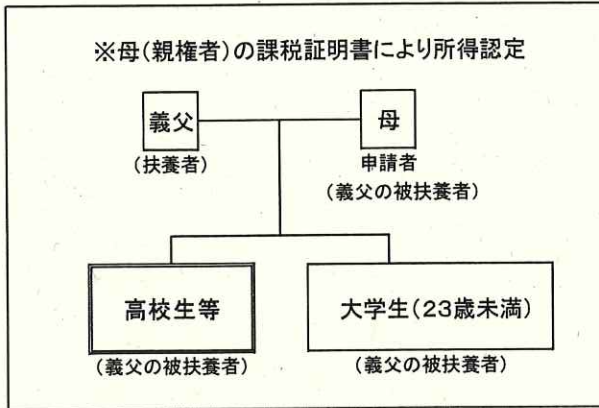 ※母(親権者)の課税証明書により所得認定
義父
母
(扶養者)
申請者
(義父の被扶養者)
高校生等
大学生(23歳未満)
(義父の被扶養者)
(義父の被扶養者)